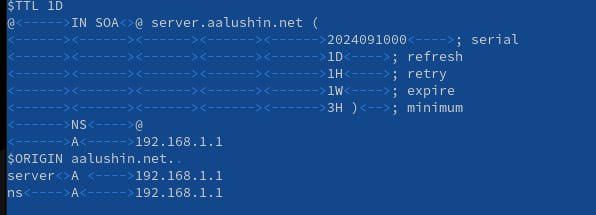 $TTL 1D
@<------>IN SOA<>@ server.aalushin.net (
<------><------><------><------><------><------>2024091000<---->; serial
<------><------><------><------><------><------>1D<---->; refresh
<------><------><------><------><------><------>1H<---->; retry
<------><------><------><------><------><------>1W<---->; expire
<------><------><------><------><------><------>3H )<-->; minimum
<------>NS<---->@
<------>A<----->192.168.1.1
$ORIGIN aalushin.net..
server<>A <---->192.168.1.1
ns<---->A<----->192.168.1.1